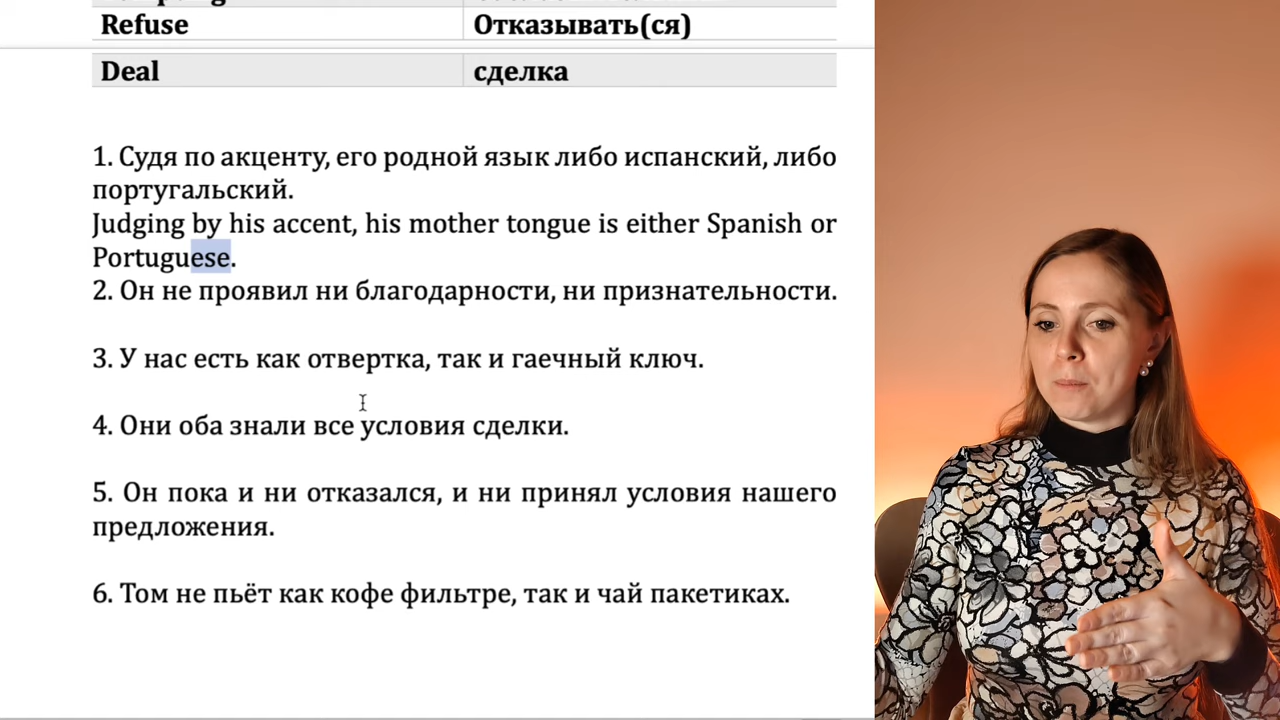 Refuse Отказывать(ся)
Deal сделка
1. Судя по акценту, его родной язык либо испанский, либо
португальский.
Judging by his accent, his mother tongue is either Spanish or
Portuguese.
2. Он не проявил ни благодарности, ни признательности.
3. У нас есть как отвертка, так и гаечный ключ.
4. Они оба знали все условия сделки.
5. Он пока и ни отказался, и ни принял условия нашего
предложения.
6. Том не пьёт как кофе фильтре, так и чай пакетиках.